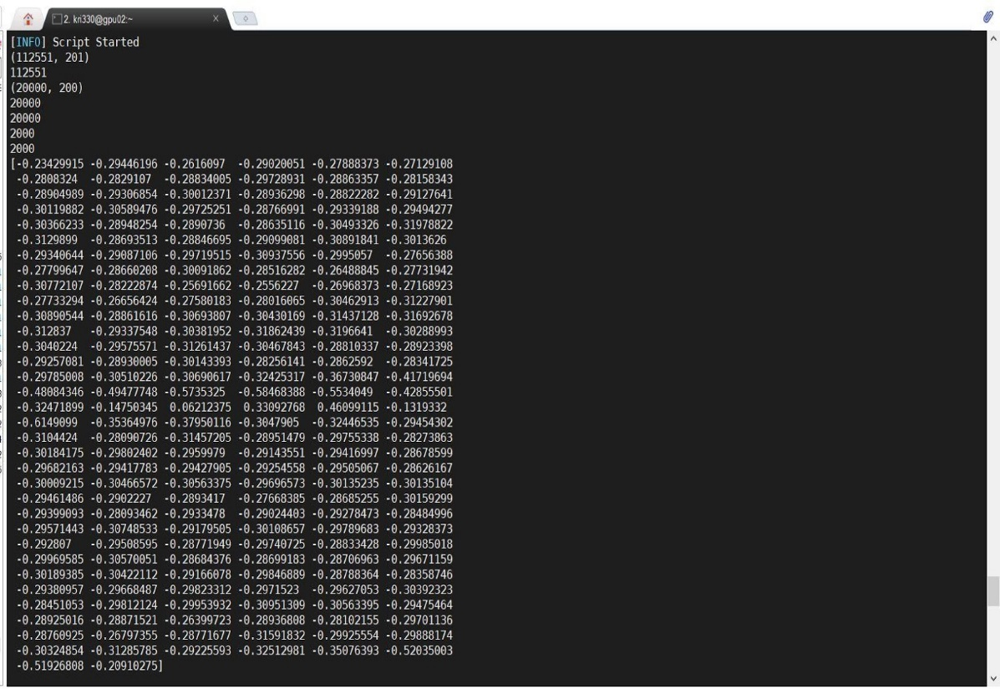 2. kri330@gpu02:~
[INFO] Script Started
(112551, 201)
112551
(20000, 200)
20000
20000
2000
2000
[-0.23429915 -0.29446196 -0.2616097  -0.29020051 -0.27888373 -0.27129108
 -0.2808324  -0.2829107  -0.28834005 -0.29728931 -0.28863357 -0.28158343
 -0.28904989 -0.29306854 -0.30012371 -0.28936298 -0.28822282 -0.29127641
 -0.30119882 -0.30589476 -0.29725251 -0.28766991 -0.29339188 -0.29494277
 -0.30366233 -0.28948254 -0.2890736  -0.28635116 -0.30493326 -0.31978822
 -0.3129899  -0.28693513 -0.28846695 -0.29099081 -0.30891841 -0.3013626
 -0.29340644 -0.29087106 -0.29719515 -0.30937556 -0.2995057  -0.27656388
 -0.27799647 -0.28660208 -0.30091862 -0.28516282 -0.26488845 -0.27731942
 -0.30772107 -0.28222874 -0.25691662 -0.2556227  -0.26968373 -0.27168923
 -0.27733294 -0.26656424 -0.27580183 -0.28016065 -0.30462913 -0.31227901
 -0.30890544 -0.28861616 -0.30693807 -0.30430169 -0.31437128 -0.31692678
 -0.312837   -0.29337548 -0.30381952 -0.31862439 -0.3196641  -0.30288993
 -0.3040224  -0.29575571 -0.31261437 -0.30467843 -0.28810337 -0.28923398
 -0.29257081 -0.28930005 -0.30143393 -0.28256141 -0.2862592  -0.28341725
 -0.29785008 -0.30510226 -0.30690617 -0.32425317 -0.36730847 -0.41719694
 -0.48084346 -0.49477748 -0.5735325  -0.58468388 -0.5534049  -0.42855501
 -0.32471899 -0.14750345  0.06212375  0.33092768  0.46099115 -0.1319332
 -0.6149099  -0.35364976 -0.37950116 -0.3047905  -0.32446535 -0.29454302
 -0.3104424  -0.28090726 -0.31457205 -0.28951479 -0.29755338 -0.28273863
 -0.30184175 -0.29802402 -0.2959979  -0.29143551 -0.29416997 -0.28678599
 -0.29682163 -0.29417783 -0.29427905 -0.29254558 -0.29505067 -0.28626167
 -0.30009215 -0.30466572 -0.30563375 -0.29696573 -0.30135235 -0.30135104
 -0.29461486 -0.2902227  -0.2893417  -0.27668385 -0.28685255 -0.30159299
 -0.29399093 -0.28093462 -0.2933478  -0.29024403 -0.29278473 -0.28484996
 -0.29571443 -0.30748533 -0.29179505 -0.30108657 -0.29789683 -0.29328373
 -0.292807   -0.29508595 -0.28771949 -0.29740725 -0.28833428 -0.29985018
 -0.29969585 -0.30570051 -0.28684376 -0.28699183 -0.28706963 -0.29671159
 -0.30189385 -0.30422112 -0.29166078 -0.29846889 -0.28788364 -0.28358746
 -0.29380957 -0.29668487 -0.29823312 -0.2971523  -0.29627053 -0.30392323
 -0.28451053 -0.29812124 -0.29953932 -0.30951309 -0.30563395 -0.29475464
 -0.28925016 -0.28871521 -0.26399723 -0.28936808 -0.28102155 -0.29701136
 -0.28760925 -0.26797355 -0.28771677 -0.31591832 -0.29925554 -0.29888174
 -0.30324854 -0.31285785 -0.29225593 -0.32512981 -0.35076393 -0.52035003
 -0.51926808 -0.20910275]